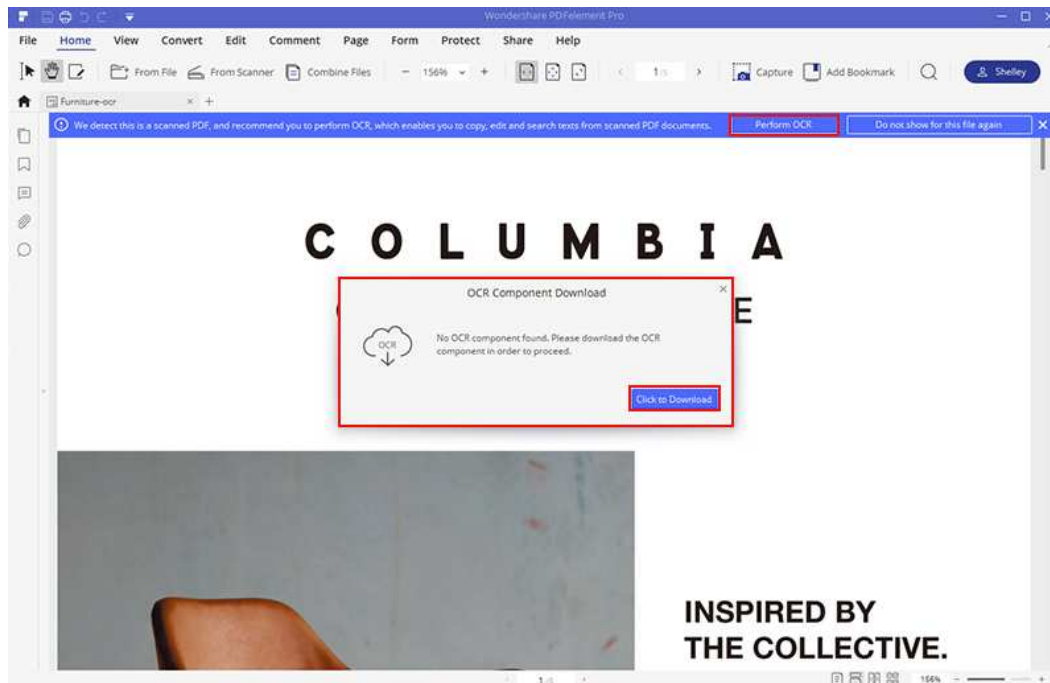 Wondershare PDFelement Pro
File Home View Convert Edit Comment Page Form Protect Share Help
From File From Scanner Combine Files 156% 1 /5 Capture Add Bookmark Shelley
Furniture-ocr
We detect this is a scanned PDF, and recommend you to perform OCR, which enables you to copy, edit and search texts from scanned PDF documents. Perform OCR Do not show for this file again
COLUMBIA
E
OCR Component Download
OCR
No OCR component found. Please download the OCR
component in order to proceed.
Click to Download
INSPIRED BY
THE COLLECTIVE.
1 /5 156%